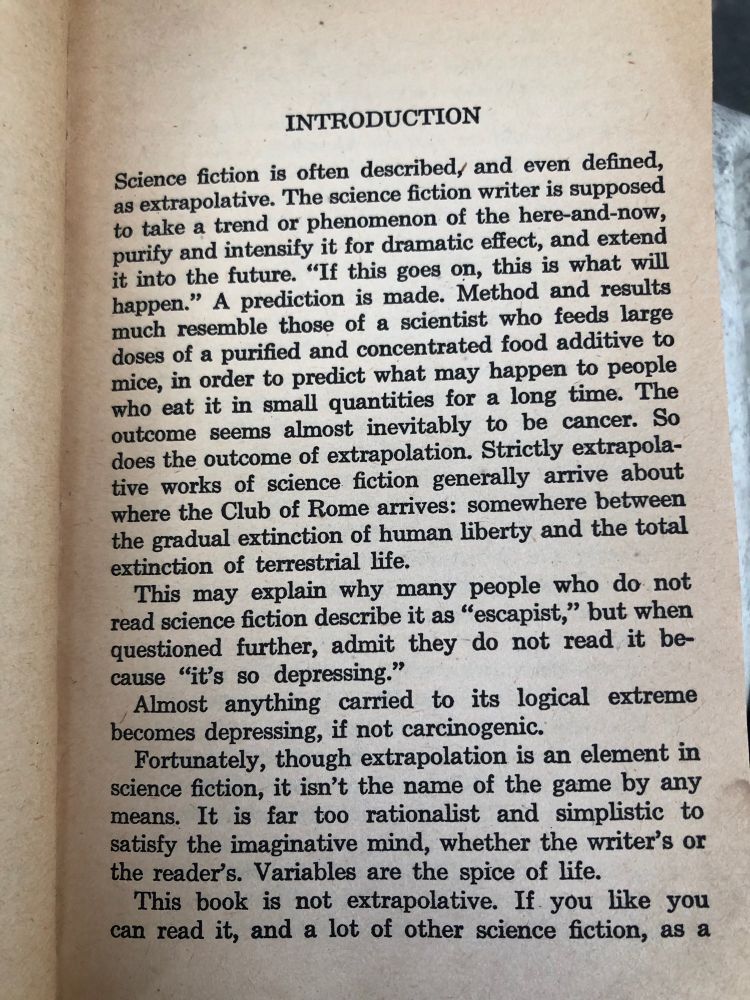 INTRODUCTION
Science fiction is often described, and even defined,
as extrapolative. The science fiction writer is supposed
to take a trend or phenomenon of the here-and-now,
purify and intensify it for dramatic effect, and extend
it into the future. “If this goes on, this is what will
happen.” A prediction is made. Method and results
much resemble those of a scientist who feeds large
doses of a purified and concentrated food additive to
mice, in order to predict what may happen to people
who eat it in small quantities for a long time. The
outcome seems almost inevitably to be cancer. So
does the outcome of extrapolation. Strictly extrapola-
tive works of science fiction generally arrive about
where the Club of Rome arrives: somewhere between
the gradual extinction of human liberty and the total
extinction of terrestrial life.
This may explain why many people who do not
read science fiction describe it as “escapist,” but when
questioned further, admit they do not read it be-
cause “it's so depressing.”
Almost anything carried to its logical extreme
becomes depressing, if not carcinogenic.
Fortunately, though extrapolation is an element in
science fiction, it isn't the name of the game by any
means. It is far too rationalist and simplistic to
satisfy the imaginative mind, whether the writer's or
the reader's. Variables are the spice of life.
This book is not extrapolative. If you like you
can read it, and a lot of other science fiction, as a